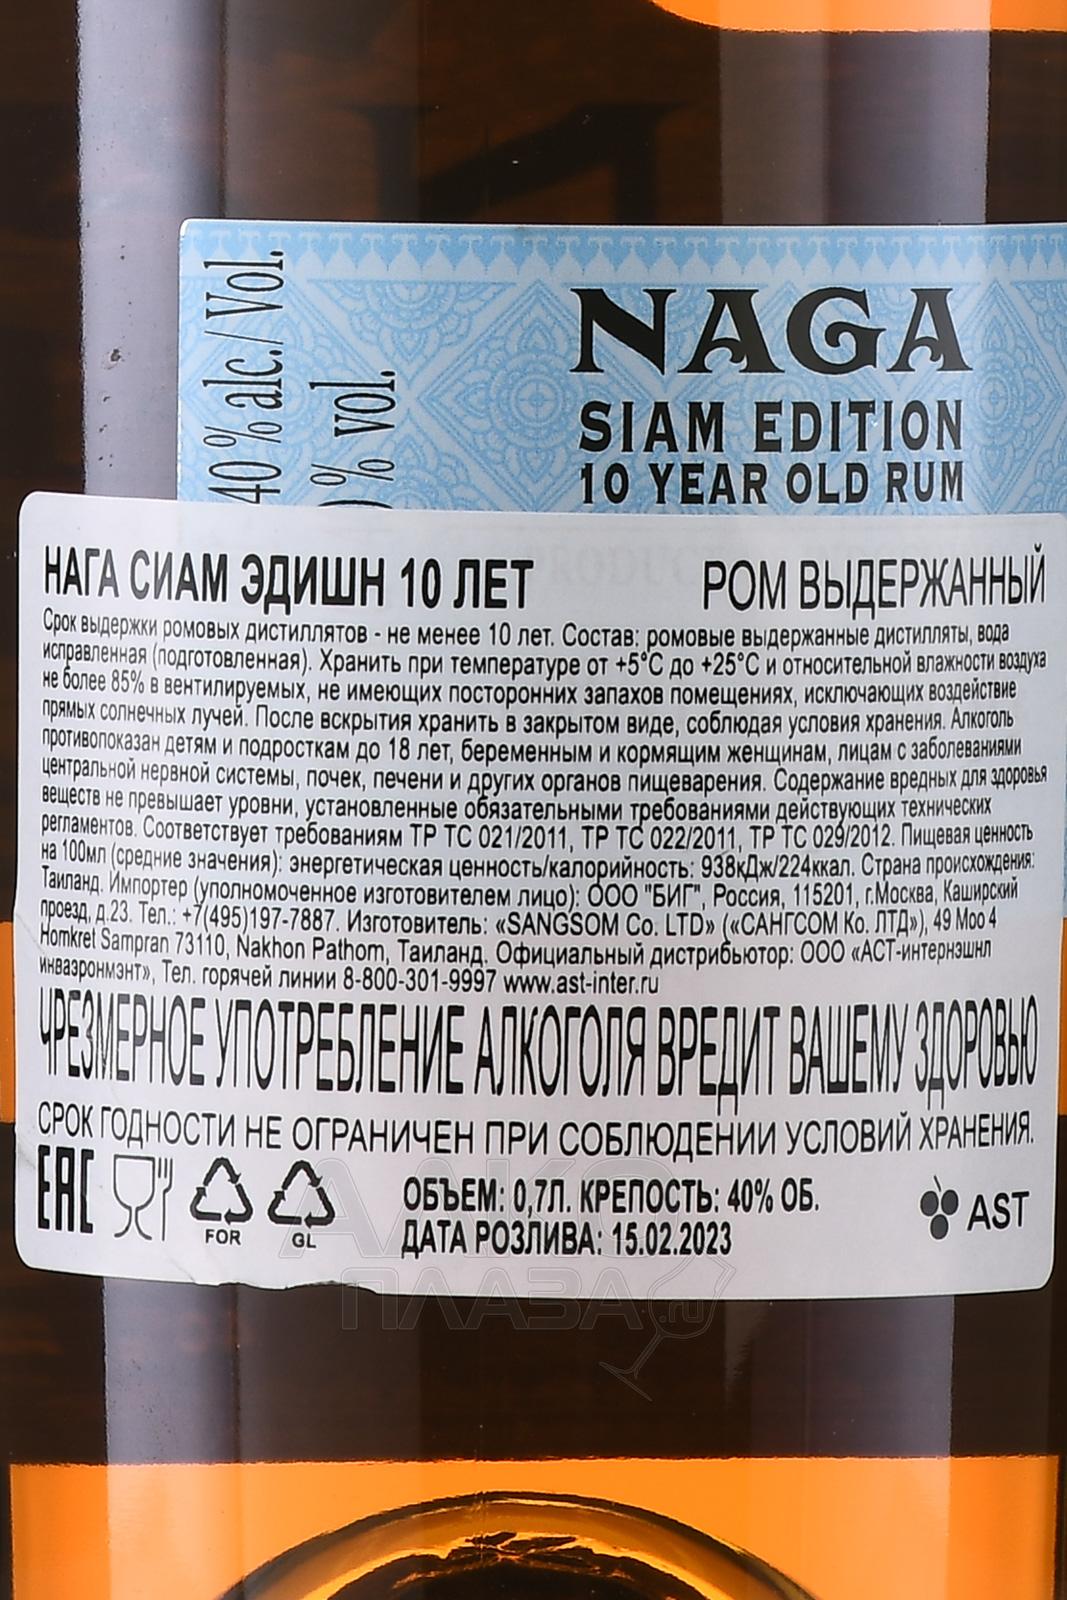 40% alc./Vol.
% vol.
NAGA
SIAM EDITION
10 YEAR OLD RUM
НАГА СИАМ ЭДИШН 10 ЛЕТ РОМ ВЫДЕРЖАННЫЙ
Срок выдержки ромовых дистиллятов - не менее 10 лет. Состав: ромовые выдержанные дистилляты, вода
исправленная (подготовленная). Хранить при температуре от +5°С до +25°С и относительной влажности воздуха
не более 85% в вентилируемых, не имеющих посторонних запахов помещениях, исключающих воздействие
прямых солнечных лучей. После вскрытия хранить в закрытом виде, соблюдая условия хранения. Алкоголь
противопоказан детям и подросткам до 18 лет, беременным и кормящим женщинам, лицам с заболеваниями
центральной нервной системы, почек, печени и других органов пищеварения. Содержание вредных для здоровья
веществ не превышает уровни, установленные обязательными требованиями действующих технических
регламентов. Соответствует требованиям ТР ТС 021/2011, ТР ТС 022/2011, ТР ТС 029/2012. Пищевая ценность
на 100мл (средние значения): энергетическая ценность/калорийность: 938кДж/224ккал. Страна происхождения:
Таиланд. Импортер (уполномоченное изготовителем лицо): ООО "БИГ", Россия, 115201, г.Москва, Каширский
проезд, д.23. Тел.: +7(495)197-7887. Изготовитель: «SANGSOM Co. LTD» («САНГСОМ Ко. ЛТД»), 49 Moo 4
Homkret Sampran 73110, Nakhon Pathom, Таиланд. Официальный дистрибьютор: ООО «АСТ-интернэшнл
инваэронмэнт», Тел. горячей линии 8-800-301-9997 www.ast-inter.ru
ЧРЕЗМЕРНОЕ УПОТРЕБЛЕНИЕ АЛКОГОЛЯ ВРЕДИТ ВАШЕМУ ЗДОРОВЬЮ
СРОК ГОДНОСТИ НЕ ОГРАНИЧЕН ПРИ СОБЛЮДЕНИИ УСЛОВИЙ ХРАНЕНИЯ.
ЕАС
FOR
GL
ОБЪЕМ: 0,7Л. КРЕПОСТЬ: 40% ОБ.
ДАТА РОЗЛИВА: 15.02.2023
AST
АЛКО
ПЛАЗА.ru